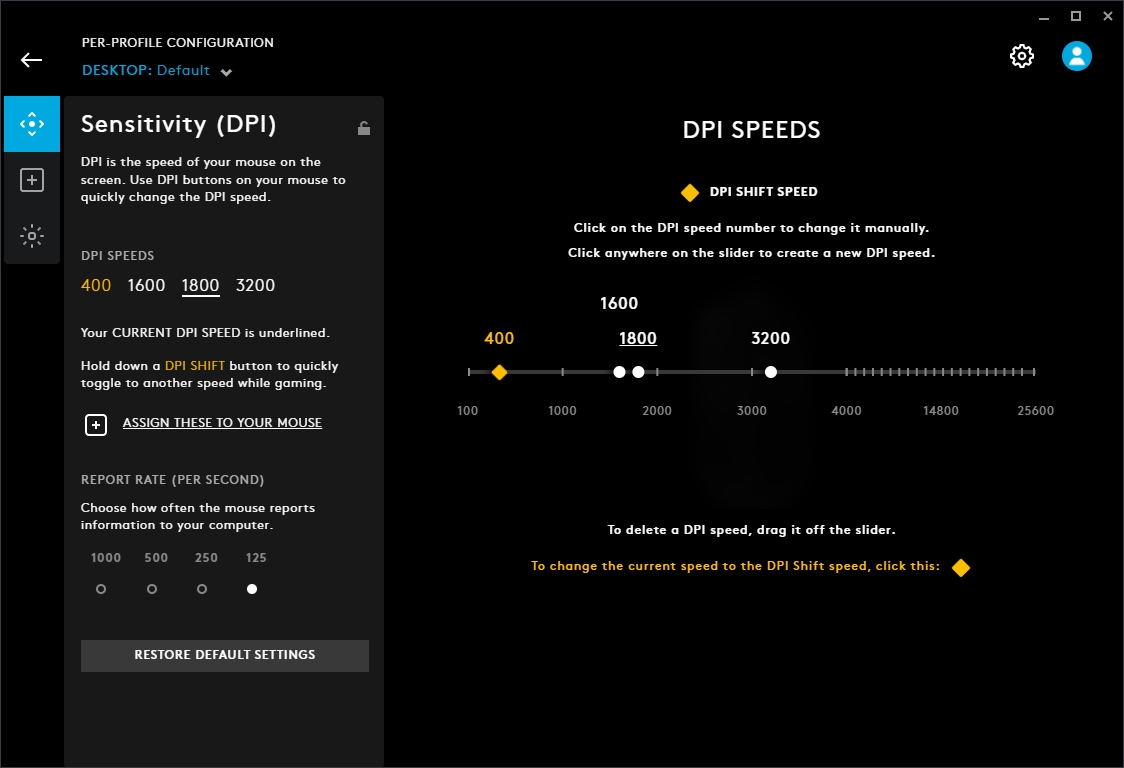 PER-PROFILE CONFIGURATION
DESKTOP: Default
Sensitivity (DPI)
DPI is the speed of your mouse on the
screen. Use DPI buttons on your mouse to
quickly change the DPI speed.
DPI SPEEDS
400 1600 1800 3200
Your CURRENT DPI SPEED is underlined.
Hold down a DPI SHIFT button to quickly
toggle to another speed while gaming.
ASSIGN THESE TO YOUR MOUSE
REPORT RATE (PER SECOND)
Choose how often the mouse reports
information to your computer.
1000 500 250 125
RESTORE DEFAULT SETTINGS
DPI SPEEDS
DPI SHIFT SPEED
Click on the DPI speed number to change it manually.
Click anywhere on the slider to create a new DPI speed.
1600
400 1800 3200
100 1000 2000 3000 4000 14800 25600
To delete a DPI speed, drag it off the slider.
To change the current speed to the DPI Shift speed, click this: